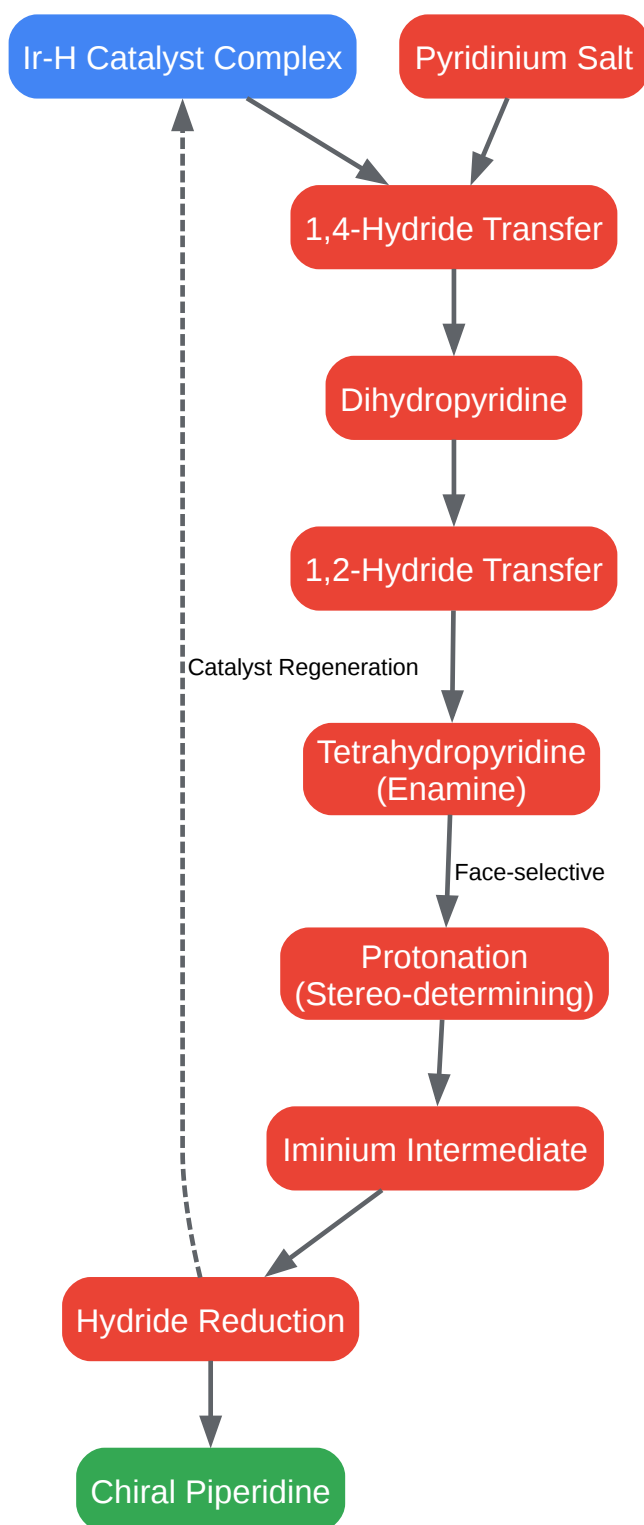 Ir-H Catalyst Complex
Pyridinium Salt
1,4-Hydride Transfer
Dihydropyridine
1,2-Hydride Transfer
Catalyst Regeneration
Tetrahydropyridine
(Enamine)
Face-selective
Protonation
(Stereo-determining)
Iminium Intermediate
Hydride Reduction
Chiral Piperidine